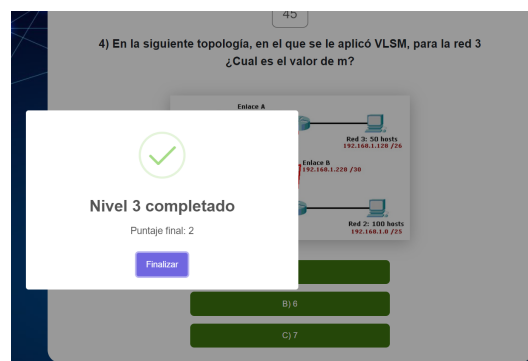 45
4) En la siguiente topología, en el que se le aplicó VLSM, para la red 3
¿Cual es el valor de m?
Enlace A
Red 3: 50 hosts
192.168.1.128 /26
Enlace B
192.168.1.228 /30
Red 2: 100 hosts
192.168.1.0 /25
Nivel 3 completado
Puntaje final: 2
Finalizar
B) 6
C) 7